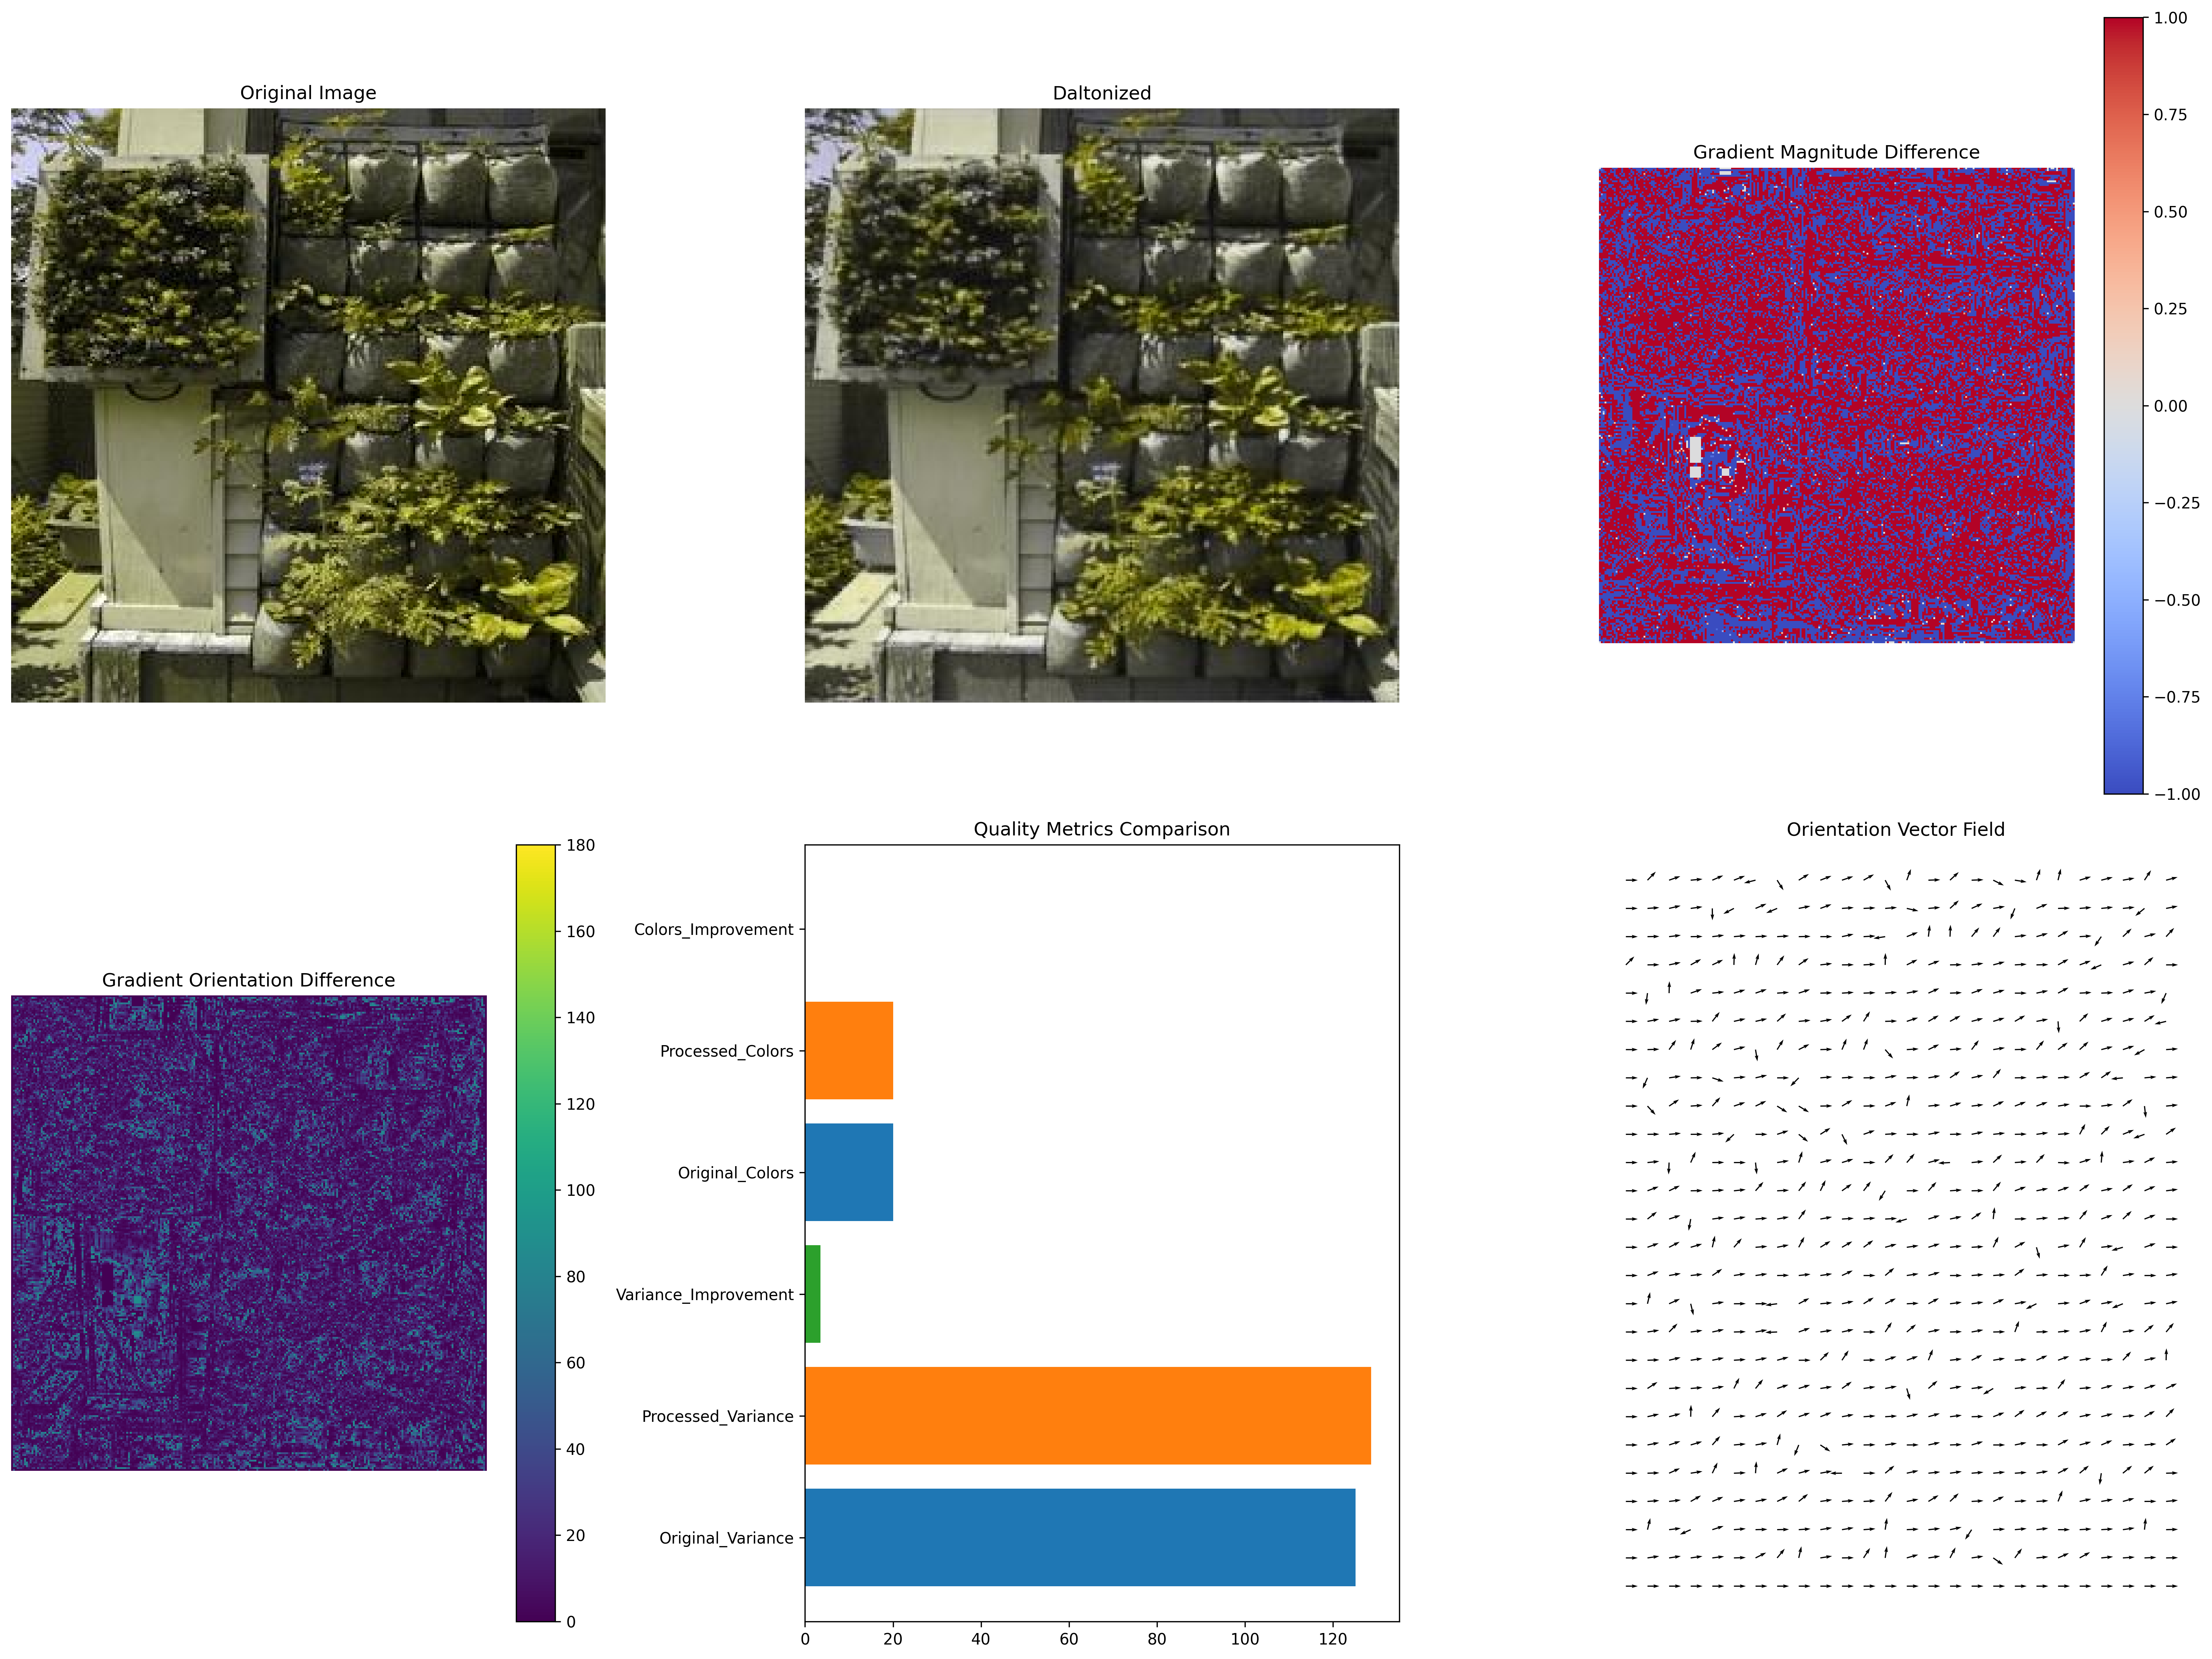 Original Image
Daltonized
Gradient Magnitude Difference
1.00
0.75
0.50
0.25
0.00
−0.25
−0.50
−0.75
−1.00
Gradient Orientation Difference
180
160
140
120
100
80
60
40
20
0
Quality Metrics Comparison
Colors_Improvement
Processed_Colors
Original_Colors
Variance_Improvement
Processed_Variance
Original_Variance
0 20 40 60 80 100 120
Orientation Vector Field